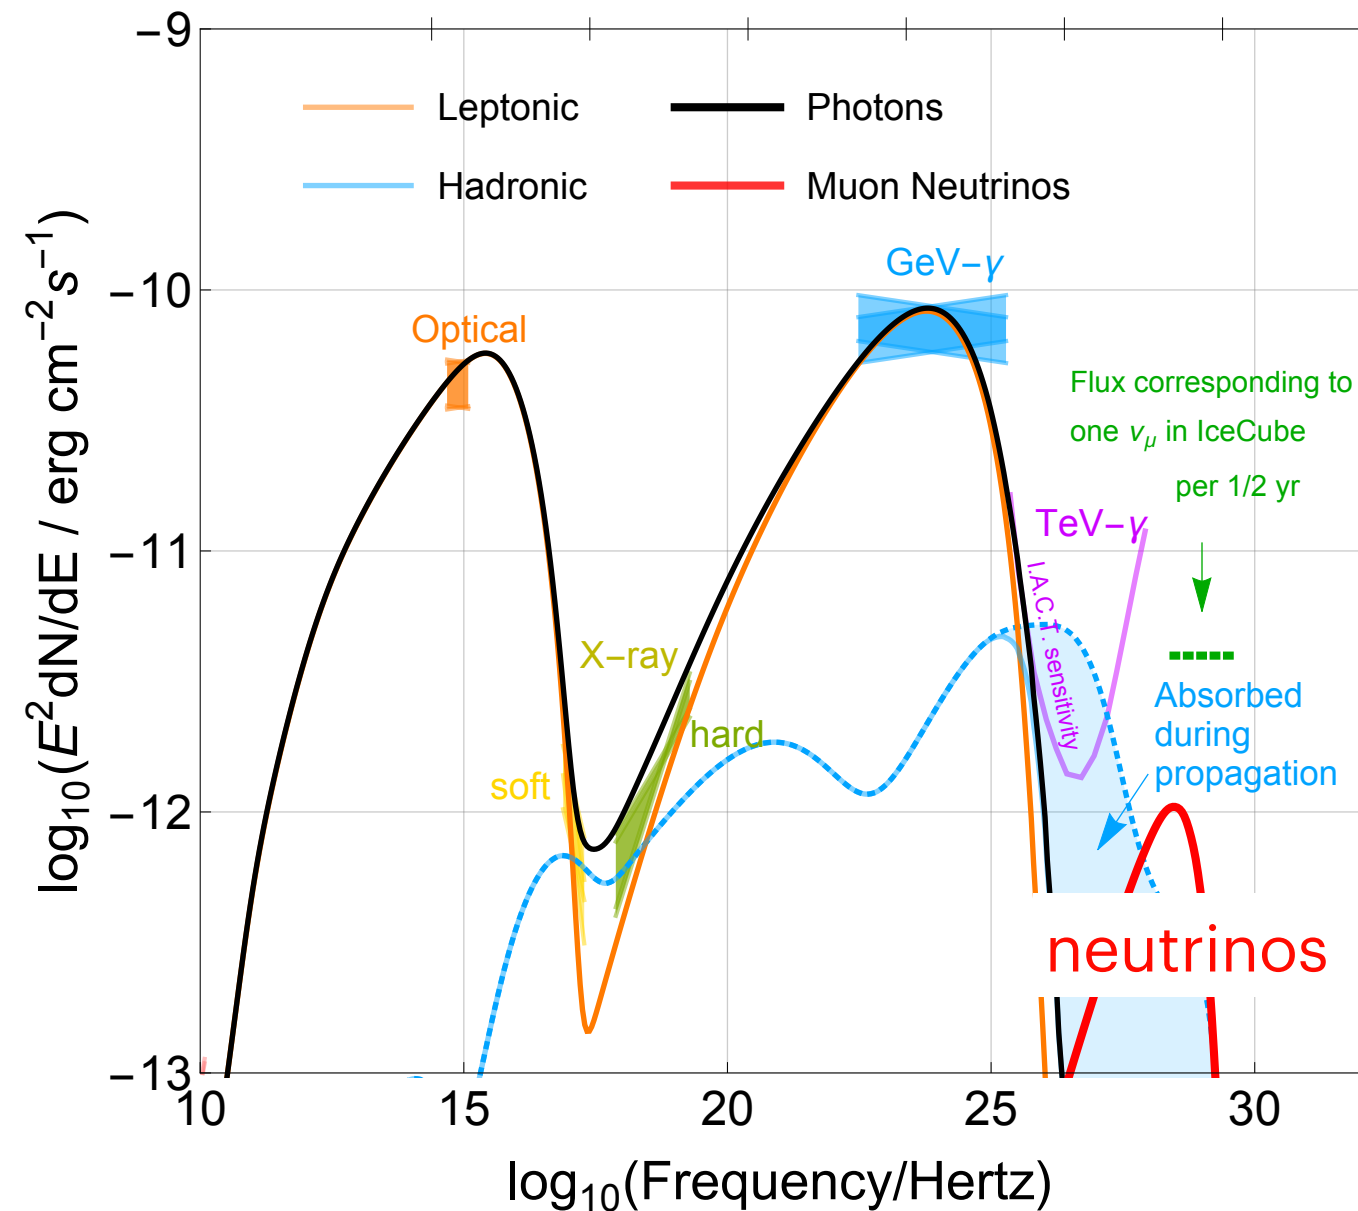 −9
Leptonic
Photons
Hadronic
Muon Neutrinos
GeV−γ
−10
Optical
Flux corresponding to
one νμ in IceCube
per 1/2 yr
TeV−γ
−11
I.A.C.T. sensitivity
X−ray
Absorbed
during
propagation
hard
soft
−12
neutrinos
−13
10
15
20
25
30
log10(Frequency/Hertz)
log10(E2dN/dE / erg cm−2s−1)